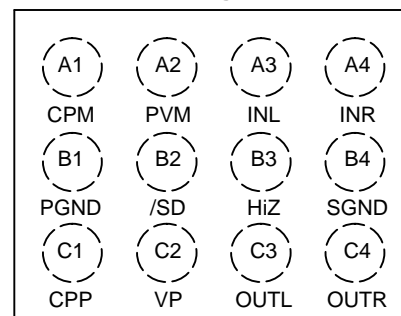 A1 A2 A3 A4
CPM PVM INL INR
B1 B2 B3 B4
PGND /SD HiZ SGND
C1 C2 C3 C4
CPP VP OUTL OUTR